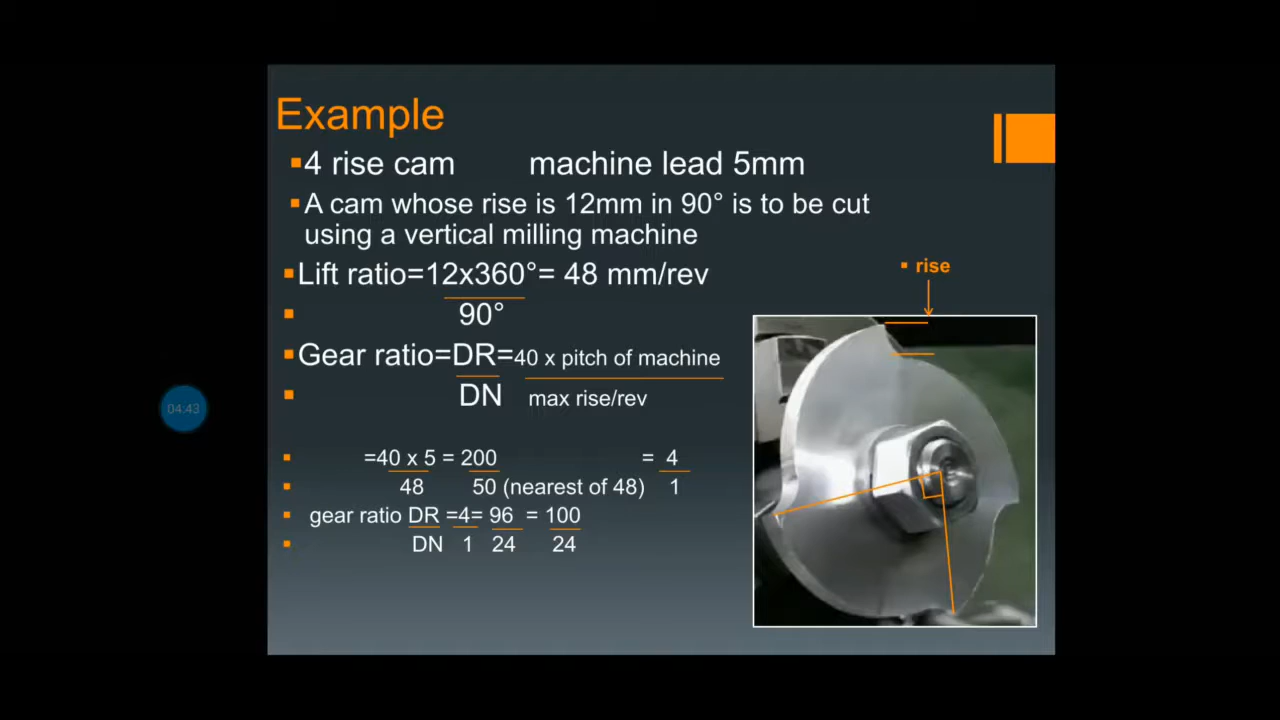 Example
▪4 rise cam machine lead 5mm
▪A cam whose rise is 12mm in 90° is to be cut
using a vertical milling machine
▪Lift ratio=12x360°= 48 mm/rev
▪ 90°
▪Gear ratio=DR=40 x pitch of machine
▪ DN max rise/rev
▪ =40 x 5 = 200 = 4
▪ 48 50 (nearest of 48) 1
▪ gear ratio DR =4= 96 = 100
▪ DN 1 24 24
▪ rise
04:43